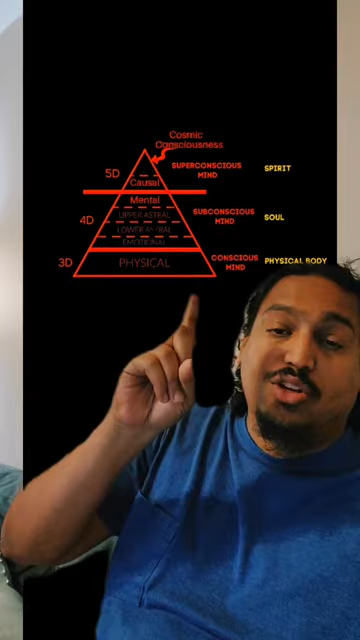 Cosmic
Consciousness
5D
Causal
SUPERCONSCIOUS
MIND
SPIRIT
4D
Mental
UPPER ASTRAL
LOWER ASTRAL
EMOTIONAL
SUBCONSCIOUS
MIND
SOUL
3D
PHYSICAL
CONSCIOUS
MIND
PHYSICAL BODY